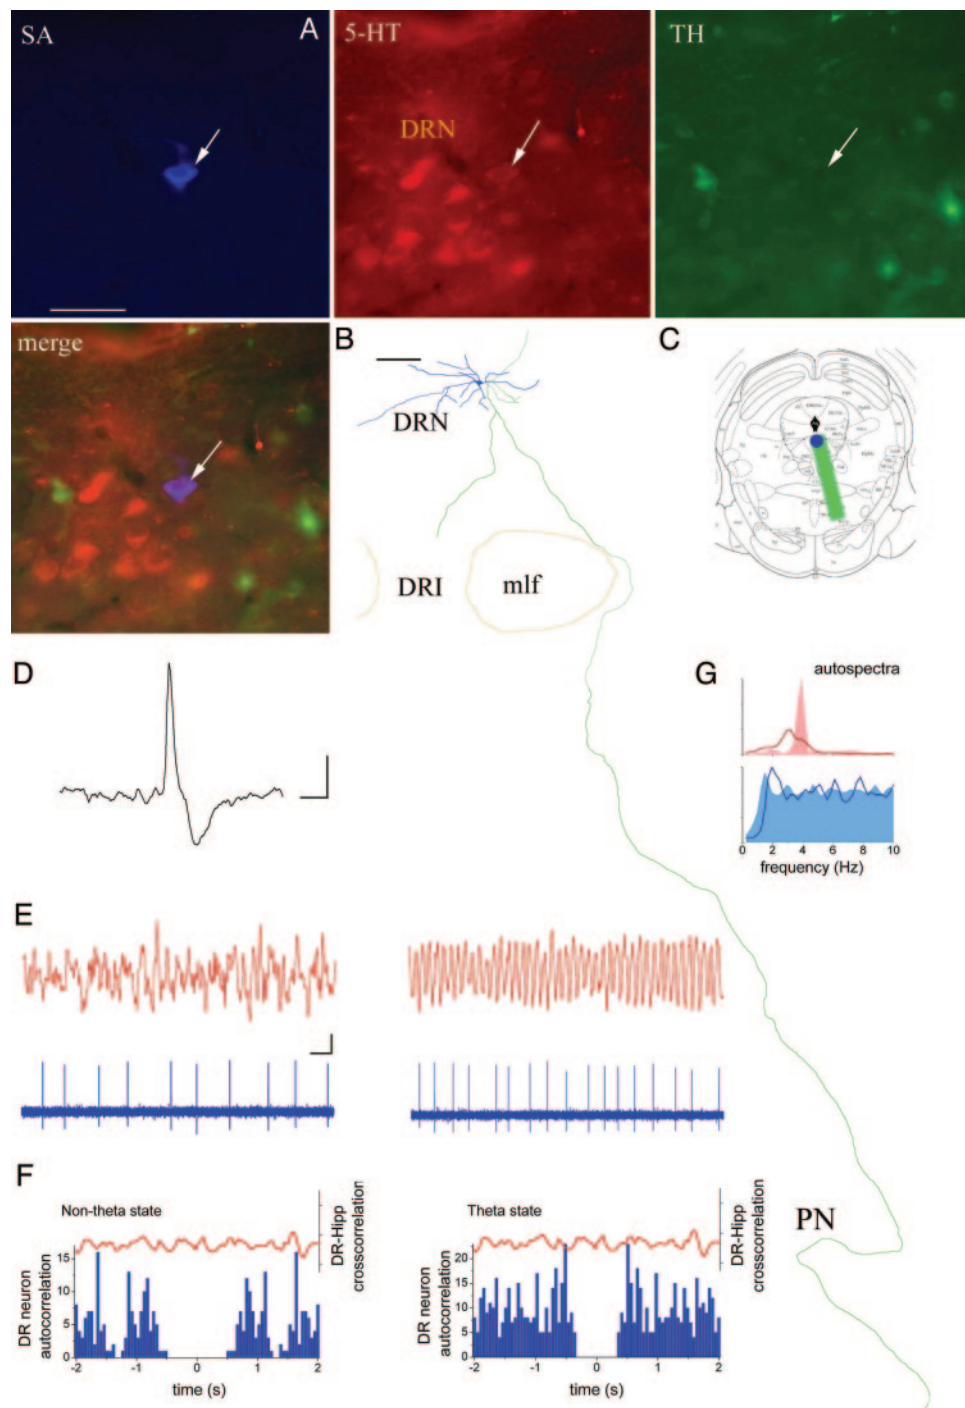 SA
A
5-HT
TH
DRN
merge
B
C
DRN
DRI
mlf
D
G
autospectra
0
2
4
6
8
10
frequency (Hz)
E
F
Non-theta state
DR-Hipp
crosscorrelation
DR neuron
autocorrelation
15
10
5
0
-2
-1
0
1
2
time (s)
Theta state
DR-Hipp
crosscorrelation
DR neuron
autocorrelation
20
15
10
5
0
-2
-1
0
1
2
time (s)
PN